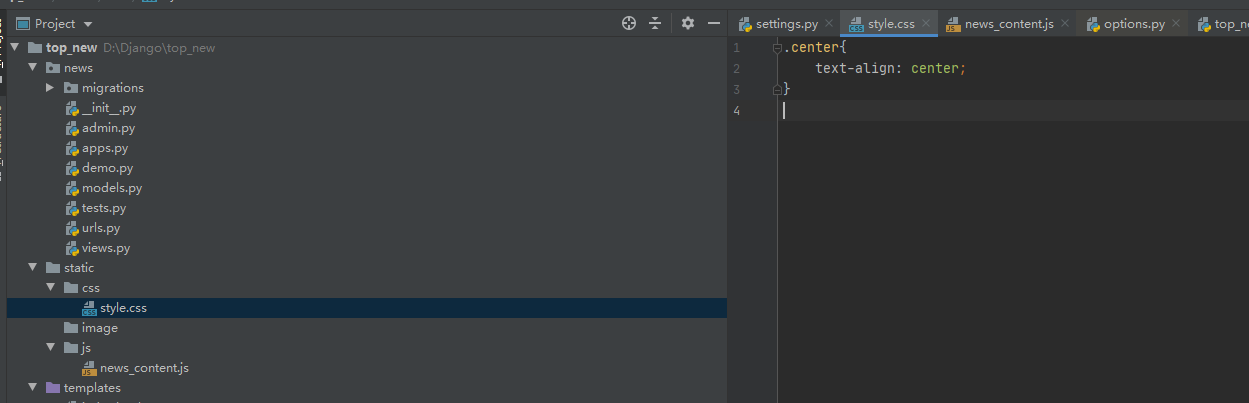 Project
settings.py
style.css
news_content.js
options.py
top_n
top_new D:\Django\top_new
news
migrations
__init__.py
admin.py
apps.py
demo.py
models.py
tests.py
urls.py
views.py
static
css
style.css
image
js
news_content.js
templates
1 .center{
2 text-align: center;
3 }
4